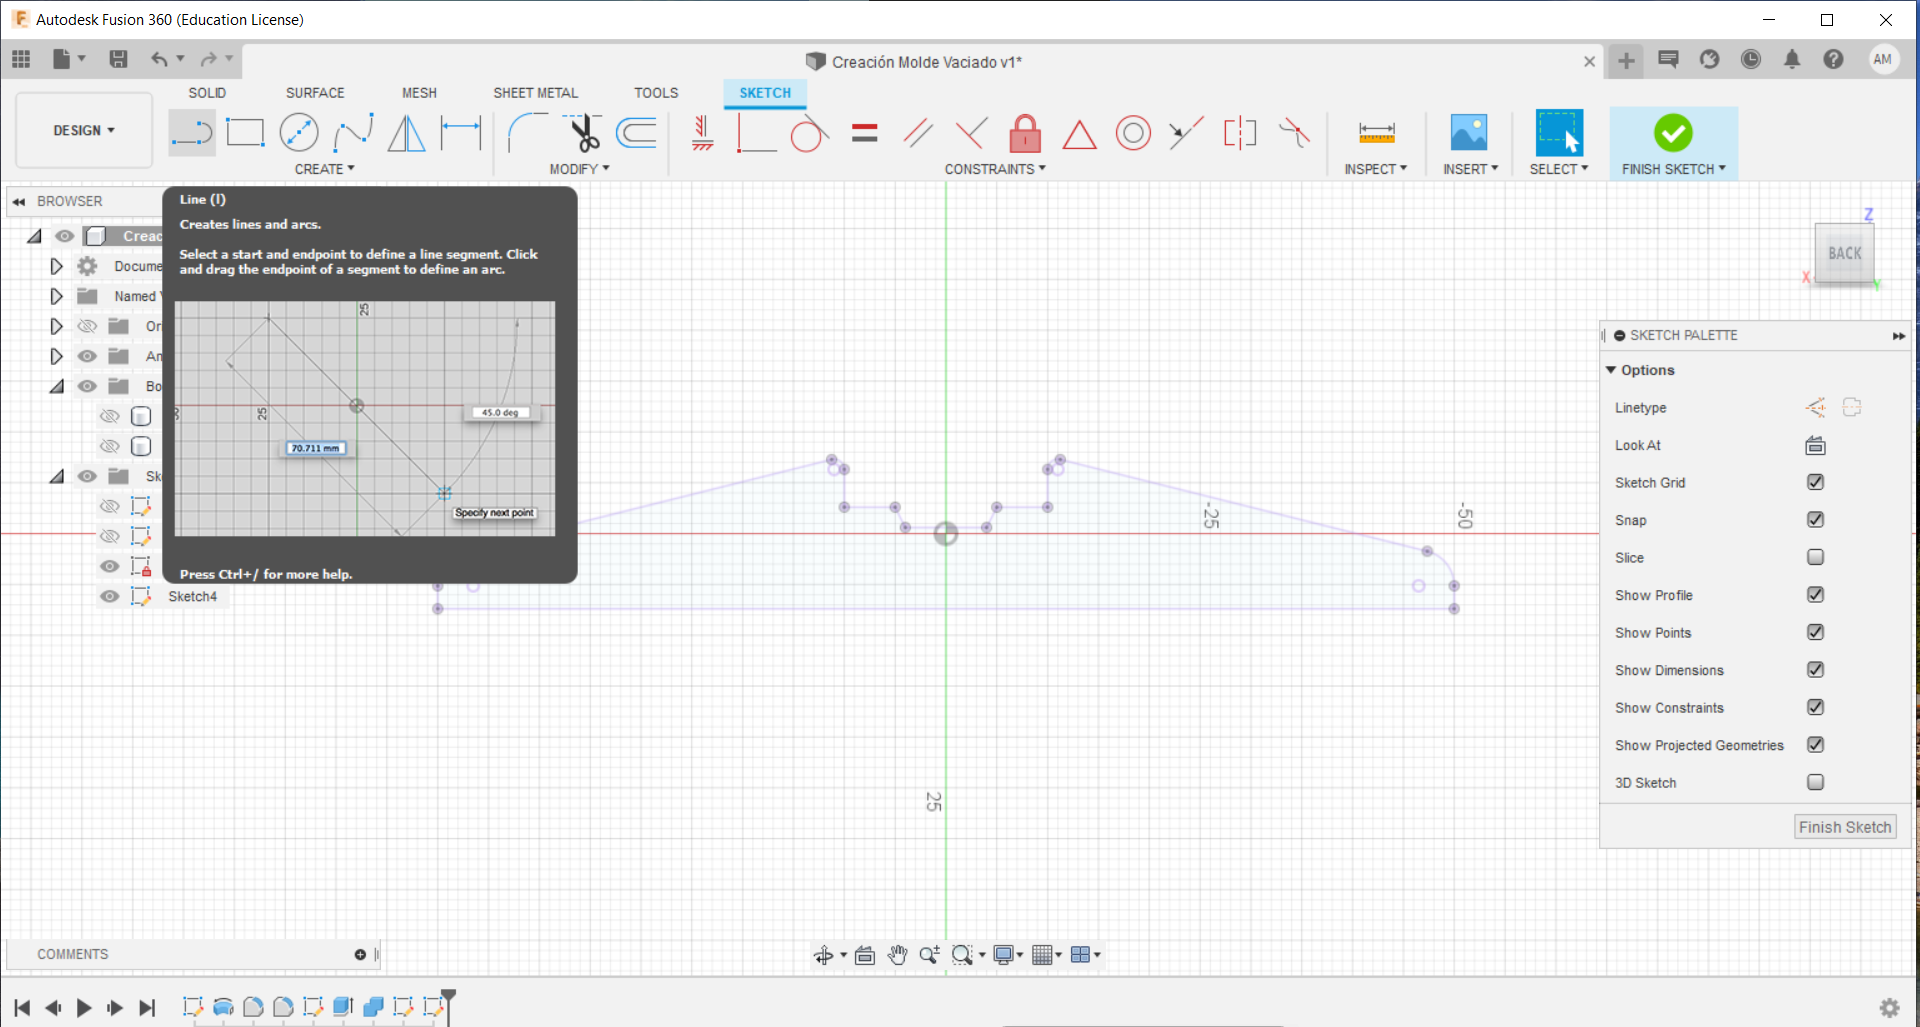 Autodesk Fusion 360 (Education License)
Creación Molde Vaciado v1*
AM
SOLID SURFACE MESH SHEET METAL TOOLS SKETCH
DESIGN
CREATE MODIFY CONSTRAINTS INSPECT INSERT SELECT FINISH SKETCH
BROWSER
Creac
Docume
Named V
Ori
An
Bo
Sk
Sketch4
Line (l)
Creates lines and arcs.
Select a start and endpoint to define a line segment. Click
and drag the endpoint of a segment to define an arc.
25
25
45.0 deg
70.711 mm
Specify next point
Press Ctrl+/ for more help.
-25
-50
25
Z
BACK
X
Y
SKETCH PALETTE
Options
Linetype
Look At
Sketch Grid
Snap
Slice
Show Profile
Show Points
Show Dimensions
Show Constraints
Show Projected Geometries
3D Sketch
Finish Sketch
COMMENTS